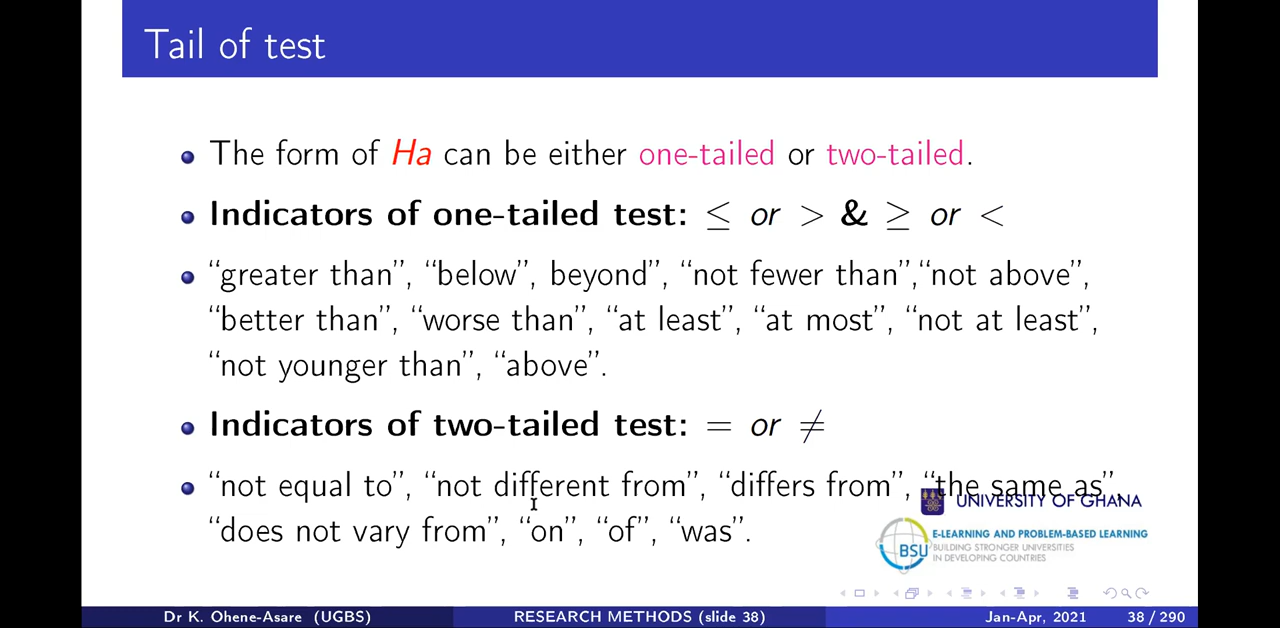 Tail of test
The form of Ha can be either one-tailed or two-tailed.
Indicators of one-tailed test: ≤ or > & ≥ or <
“greater than”, “below”, beyond”, “not fewer than”,“not above”,
“better than”, “worse than”, “at least”, “at most”, “not at least”,
“not younger than”, “above”.
Indicators of two-tailed test: = or ≠
“not equal to”, “not different from”, “differs from”, “the same as”,
“does not vary from”, “on”, “of”, “was”.
UNIVERSITY OF GHANA
BSU
E-LEARNING AND PROBLEM-BASED LEARNING
BUILDING STRONGER UNIVERSITIES
IN DEVELOPING COUNTRIES
Dr K. Ohene-Asare (UGBS) RESEARCH METHODS (slide 38) Jan-Apr, 2021 38 / 290